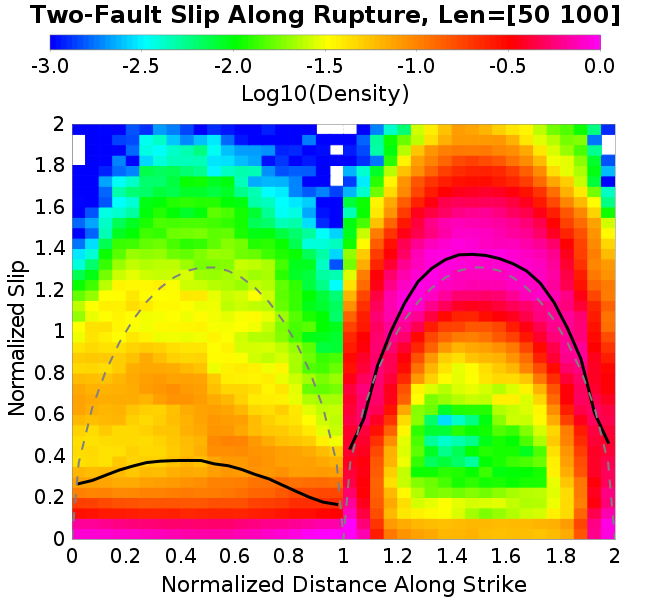 Two-Fault Slip Along Rupture, Len=[50 100]
-3.0 -2.5 -2.0 -1.5 -1.0 -0.5 0.0
Log10(Density)
2
1.8
1.6
1.4
1.2
1
0.8
0.6
0.4
0.2
0
Normalized Slip
0 0.2 0.4 0.6 0.8 1 1.2 1.4 1.6 1.8 2
Normalized Distance Along Strike